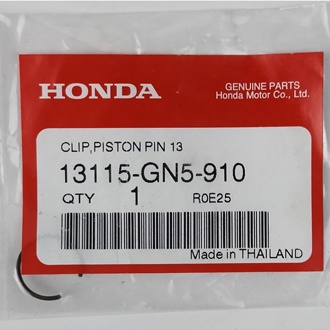 HONDA
GENUINE PARTS
Honda Motor Co., Ltd.
CLIP,PISTON PIN 13
13115-GN5-910
QTY 1 R0E25
Made in THAILAND